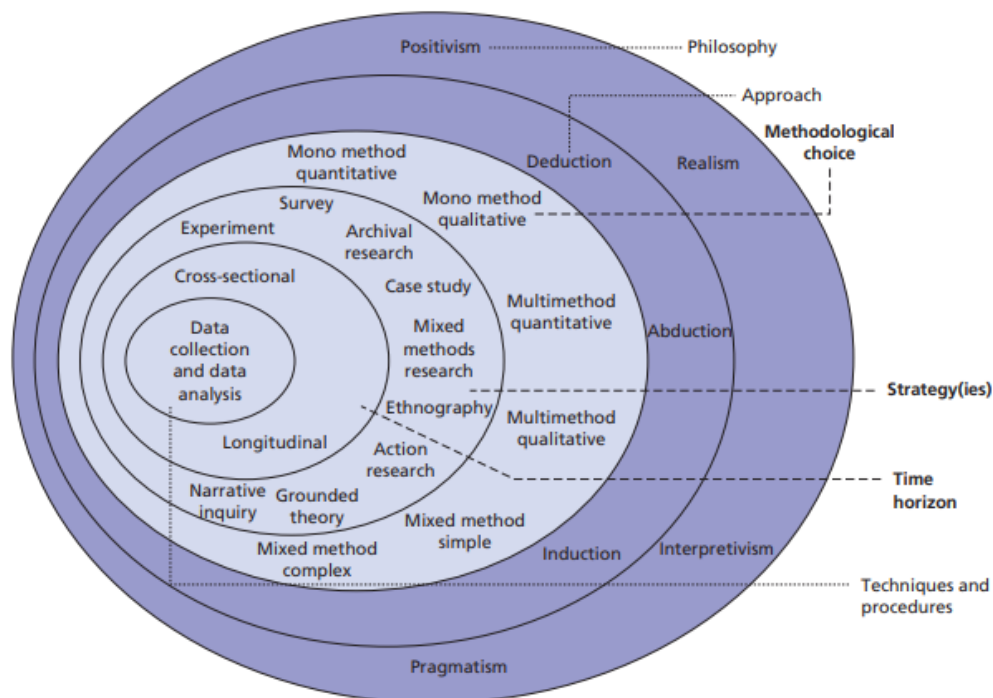 Positivism
Philosophy
Approach
Methodological
choice
Mono method
quantitative
Deduction
Realism
Survey
Mono method
qualitative
Experiment
Archival
research
Cross-sectional
Case study
Multimethod
quantitative
Data
collection
and data
analysis
Mixed
methods
research
Abduction
Strategy(ies)
Ethnography
Multimethod
qualitative
Longitudinal
Action
research
Time
horizon
Narrative
inquiry
Grounded
theory
Mixed method
simple
Mixed method
complex
Induction
Interpretivism
Techniques and
procedures
Pragmatism